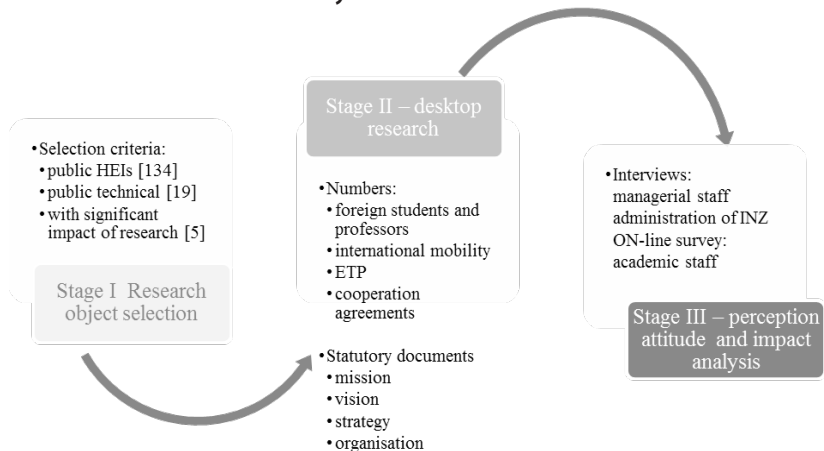 •Selection criteria:
•public HEIs [134]
•public technical [19]
•with significant
impact of research [5]
Stage I Research
object selection
Stage II – desktop
research
•Numbers:
•foreign students and
professors
•international mobility
•ETP
•cooperation
agreements
•Statutory documents
•mission
•vision
•strategy
•organisation
•Interviews:
managerial staff
administration of INZ
ON-line survey:
academic staff
Stage III – perception
attitude and impact
analysis